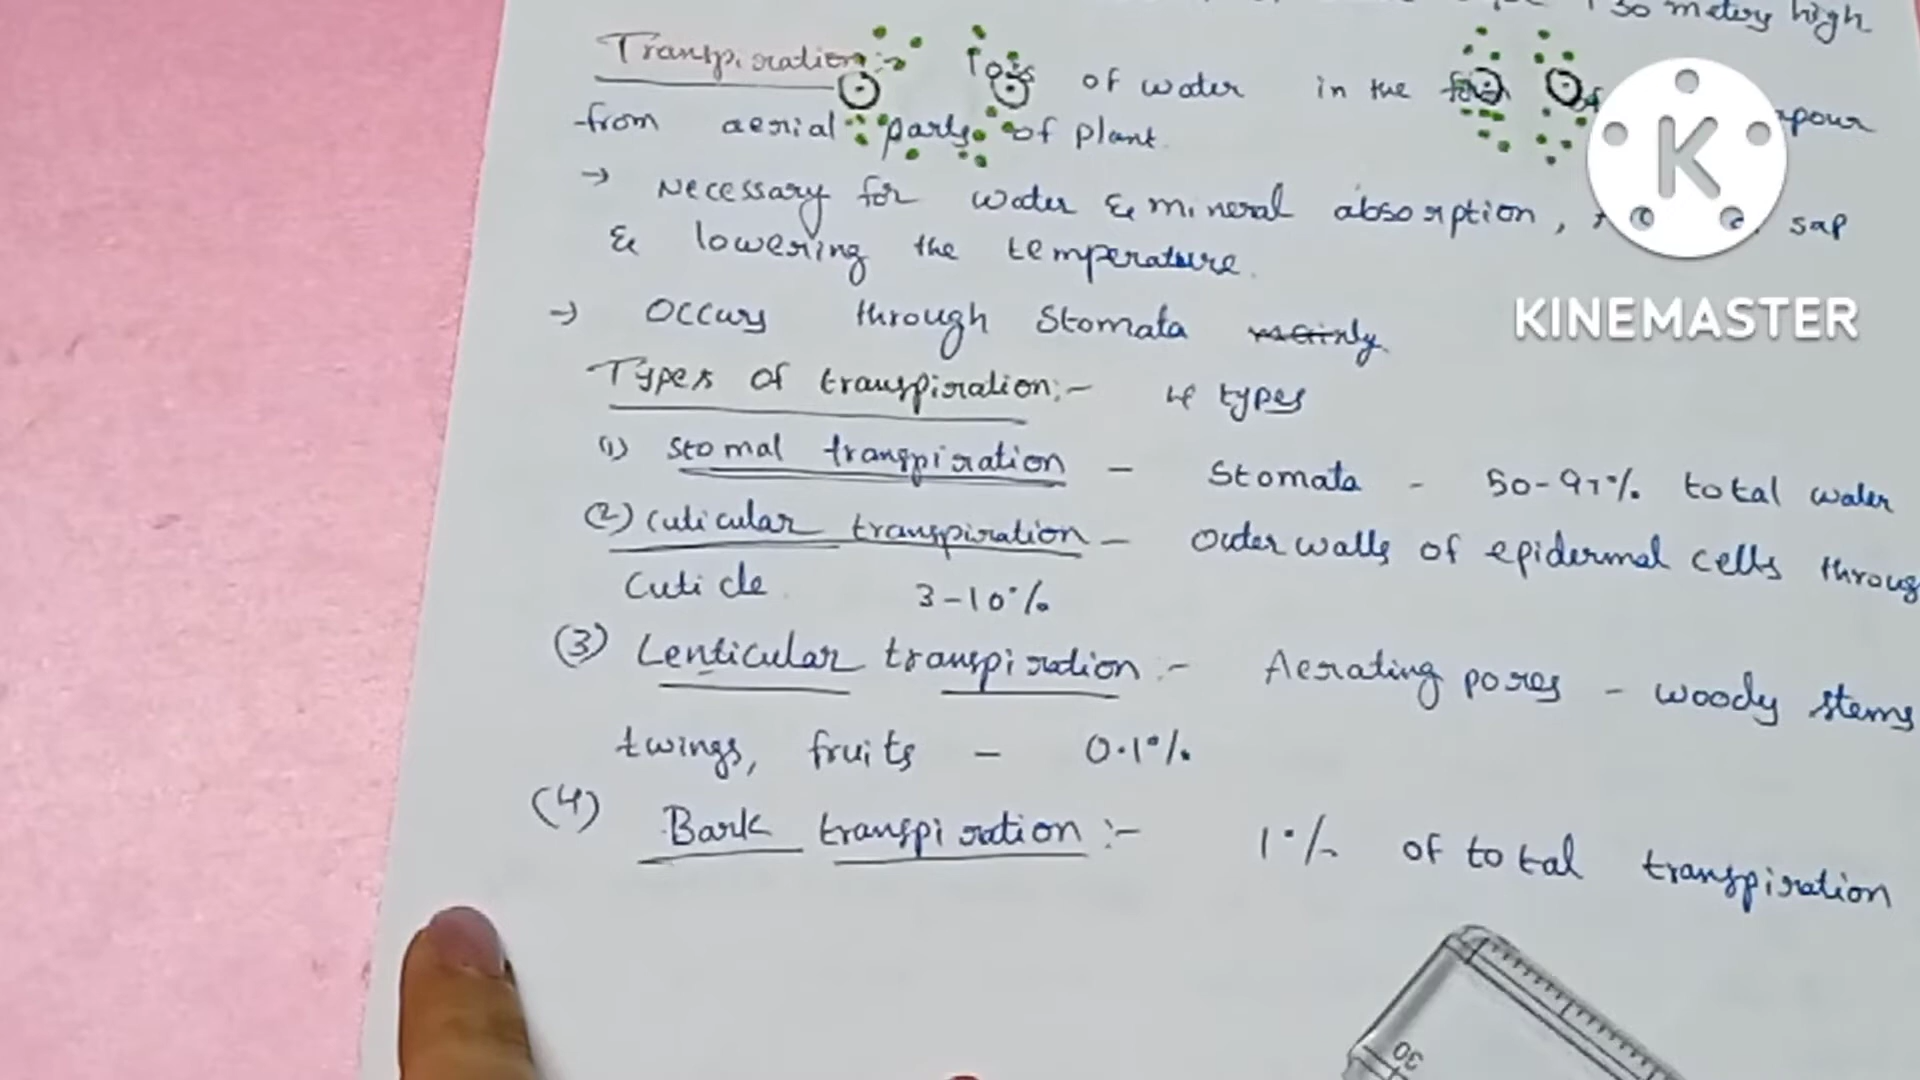 30 meters high
Transpiration:- Loss of water in the form of vapour
from aerial parts of plant.
→ Necessary for water & mineral absorption, sap
& lowering the temperature.
→ Occurs through Stomata mainly
Types of transpiration:- 4 types
(1) Stomal transpiration - Stomata - 50-97% total water
(2) Cuticular transpiration - Outer walls of epidermal cells throug
Cuticle 3-10%
(3) Lenticular transpiration:- Aerating pores - woody stems
twings, fruits - 0.1%
(4) Bark transpiration:- 1% of total transpiration
K
KINEMASTER
30